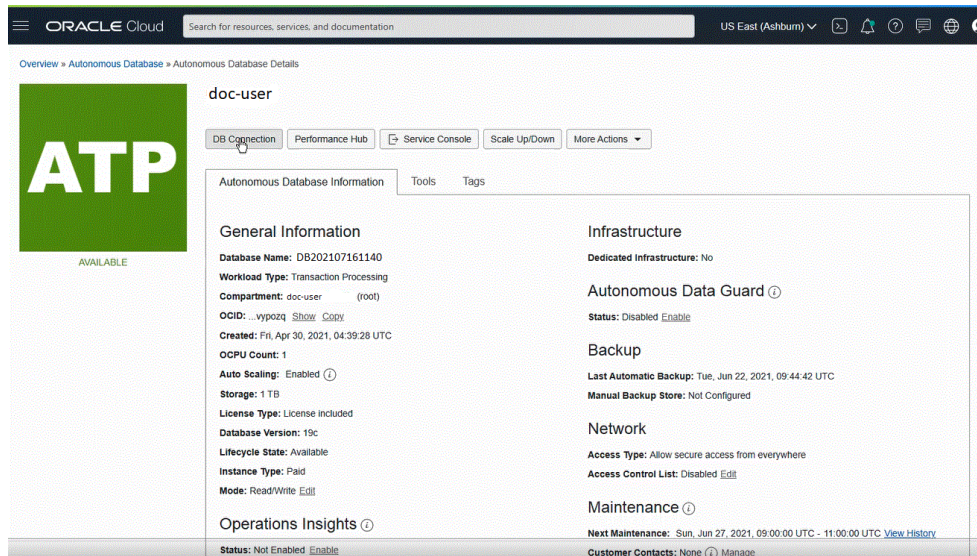 ORACLE Cloud
Search for resources, services, and documentation
US East (Ashburn)
Overview » Autonomous Database » Autonomous Database Details
ATP
AVAILABLE
doc-user
DB Connection
Performance Hub
Service Console
Scale Up/Down
More Actions
Autonomous Database Information
Tools
Tags
General Information
Database Name: DB202107161140
Workload Type: Transaction Processing
Compartment: doc-user (root)
OCID: ...vypozq Show Copy
Created: Fri, Apr 30, 2021, 04:39:28 UTC
OCPU Count: 1
Auto Scaling: Enabled
Storage: 1 TB
License Type: License included
Database Version: 19c
Lifecycle State: Available
Instance Type: Paid
Mode: Read/Write Edit
Operations Insights
Status: Not Enabled Enable
Infrastructure
Dedicated Infrastructure: No
Autonomous Data Guard
Status: Disabled Enable
Backup
Last Automatic Backup: Tue, Jun 22, 2021, 09:44:42 UTC
Manual Backup Store: Not Configured
Network
Access Type: Allow secure access from everywhere
Access Control List: Disabled Edit
Maintenance
Next Maintenance: Sun, Jun 27, 2021, 09:00:00 UTC - 11:00:00 UTC View History
Customer Contacts: None Manage